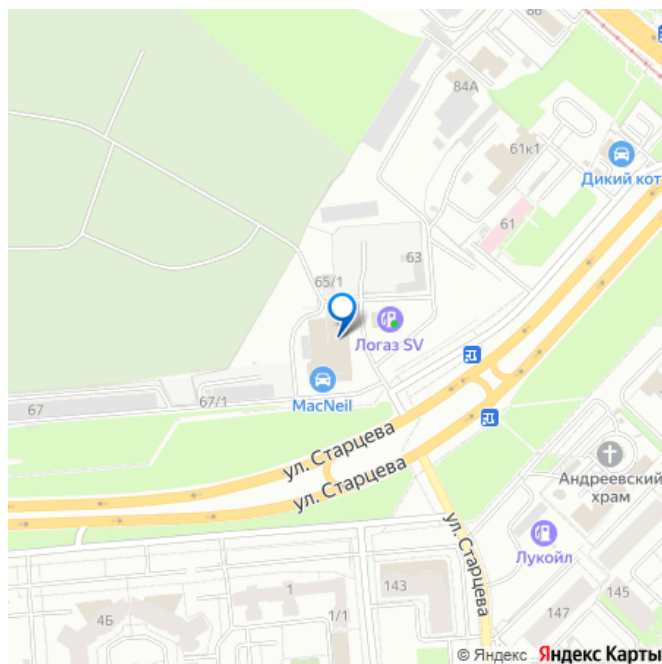 61
84А
61к1
Дикий кот
61
63
65/1
Логаз SV
67
67/1
MacNeil
ул. Старцева
ул. Старцева
Андреевский
храм
ул. Старцева
Лукойл
1
143
145
4Б
1/1
147
© Яндекс Яндекс Карты